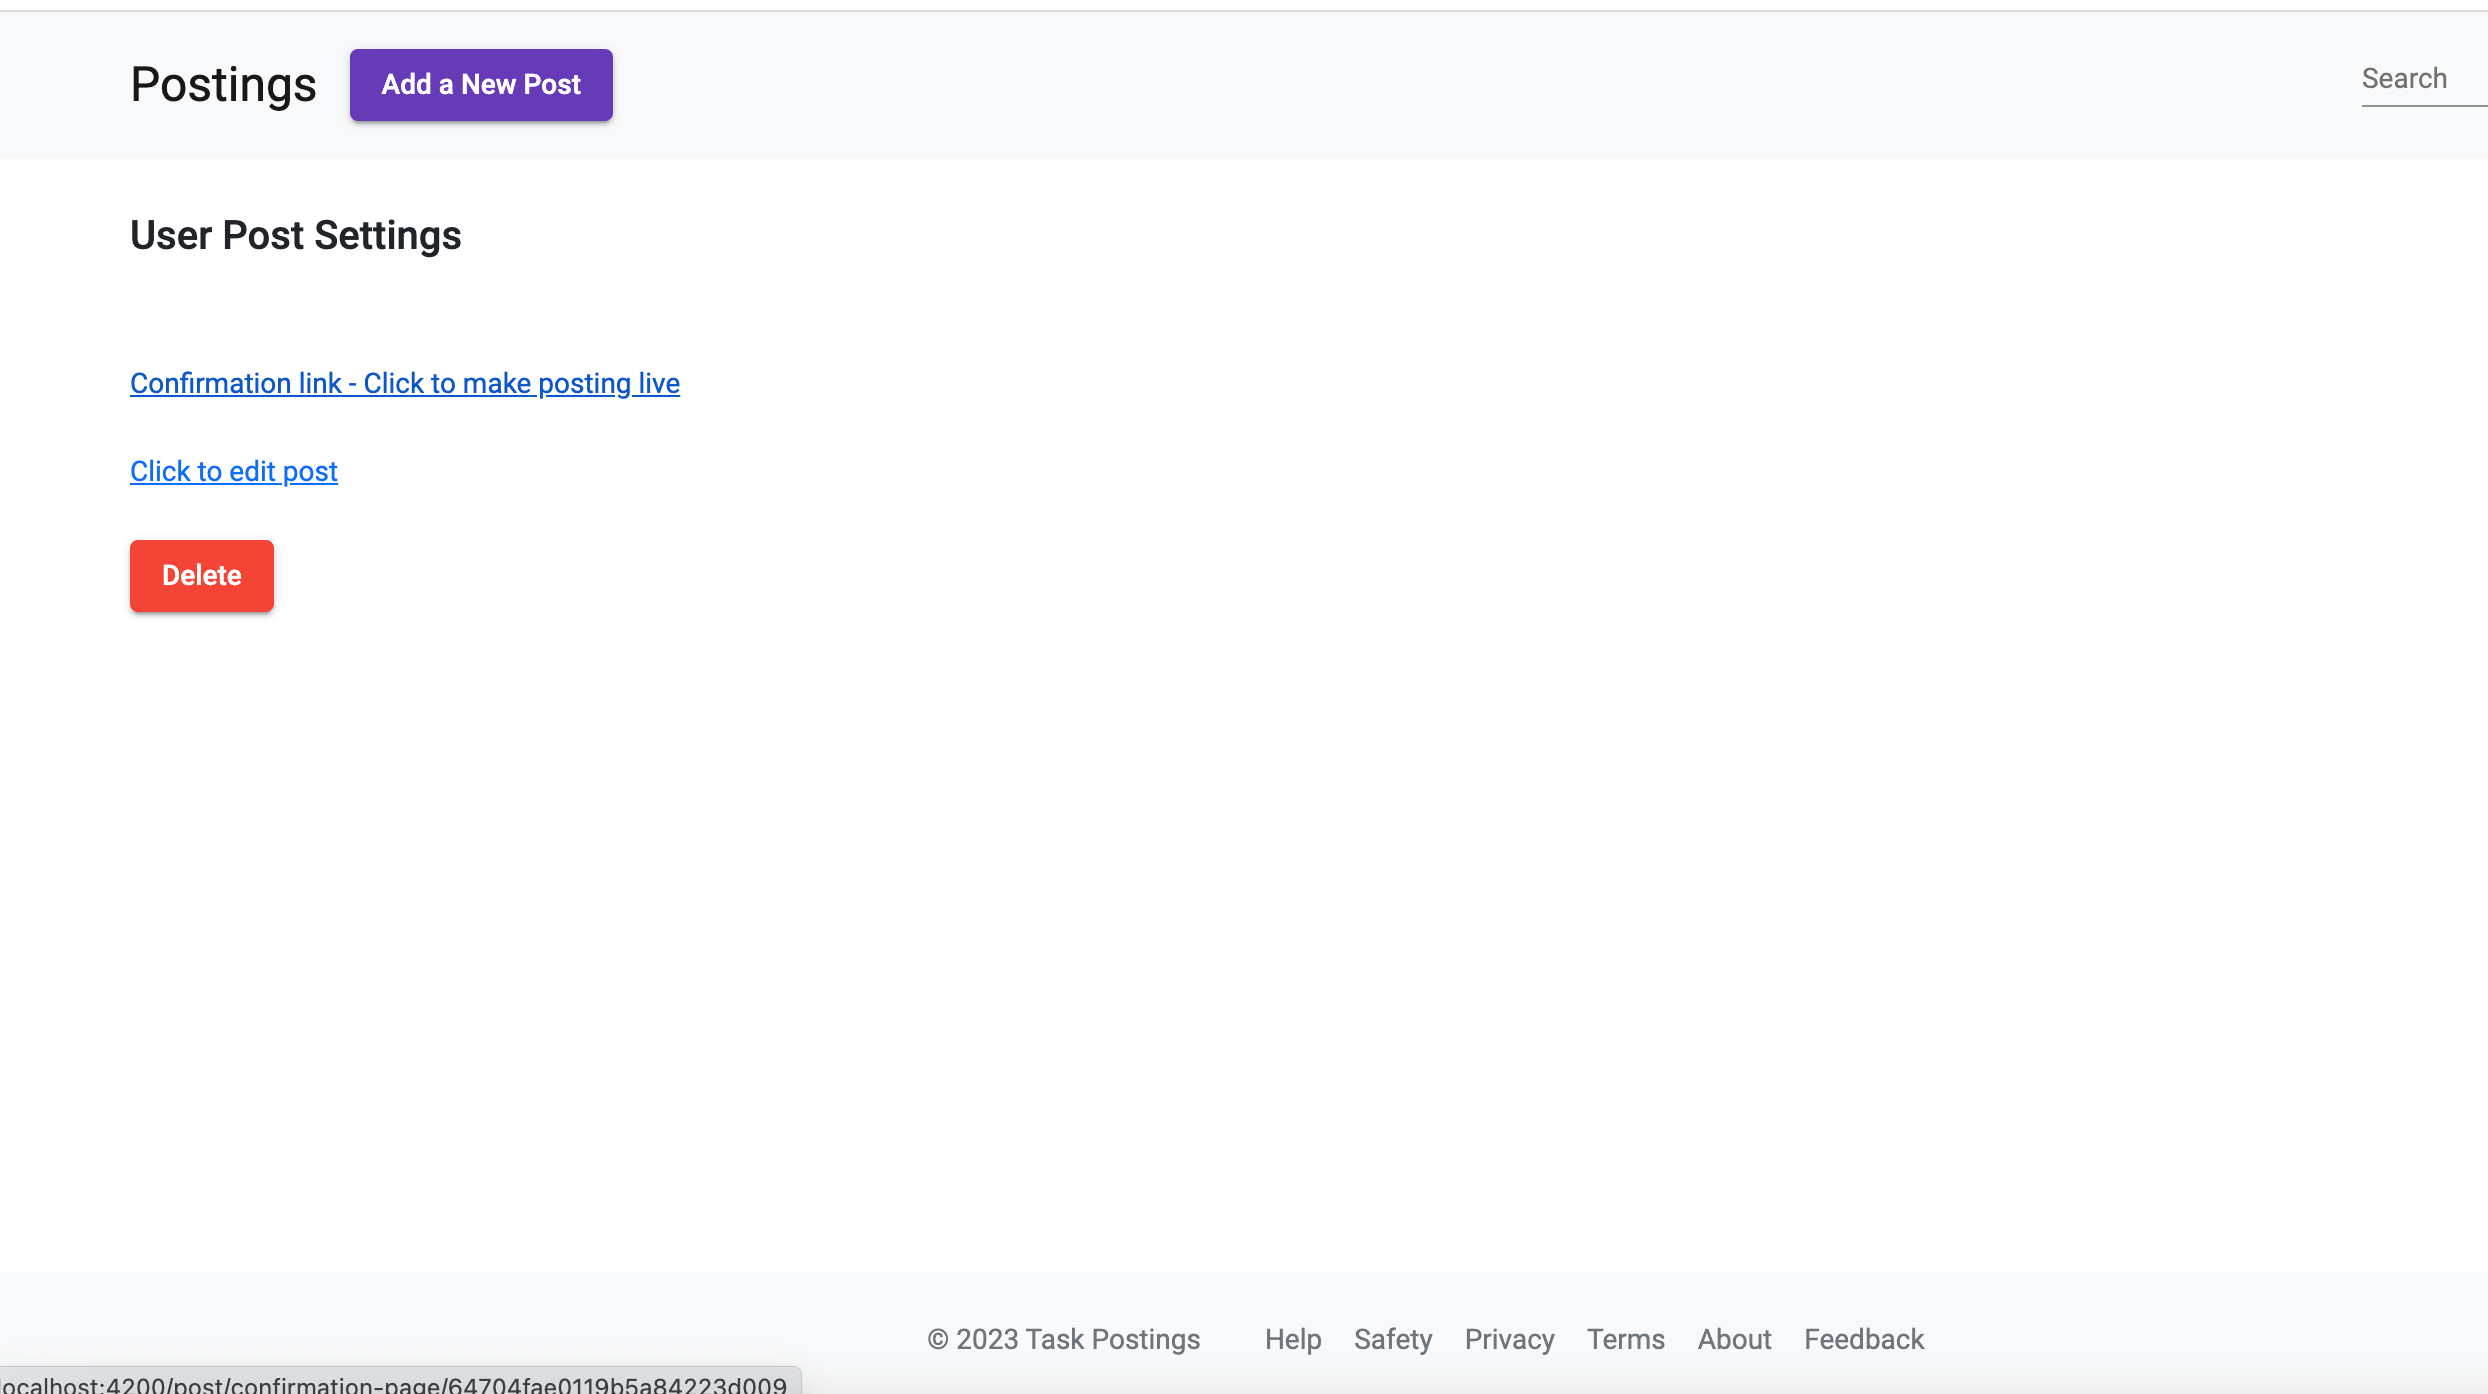 Postings
Add a New Post
Search
User Post Settings
Confirmation link - Click to make posting live
Click to edit post
Delete
© 2023 Task Postings Help Safety Privacy Terms About Feedback
localhost:4200/post/confirmation-page/64704fae0119b5a84223d009